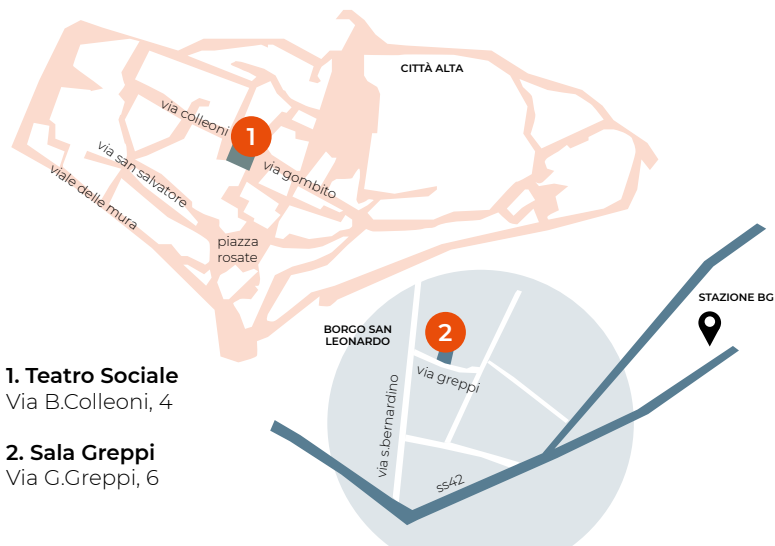 CITTÀ ALTA
via colleoni
1
via gombito
via san salvatore
viale delle mura
piazza
rosate
STAZIONE BG
BORGO SAN
LEONARDO
2
via greppi
via s.bernardino
ss42
1. Teatro Sociale
Via B.Colleoni, 4
2. Sala Greppi
Via G.Greppi, 6